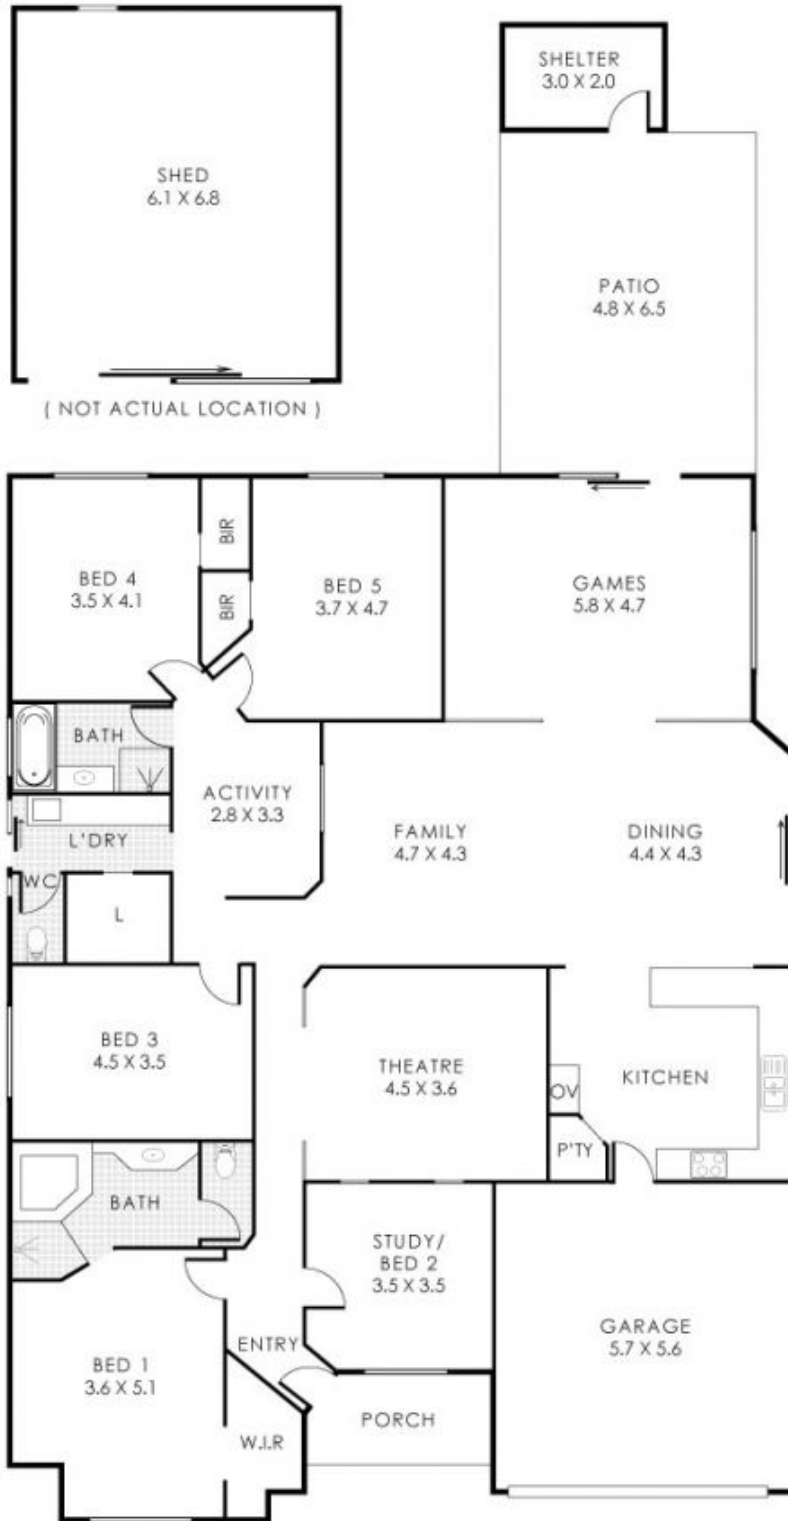 SHELTER
3.0 X 2.0
SHED
6.1 X 6.8
PATIO
4.8 X 6.5
( NOT ACTUAL LOCATION )
BED 4
3.5 X 4.1
BIR
BIR
BED 5
3.7 X 4.7
GAMES
5.8 X 4.7
BATH
ACTIVITY
2.8 X 3.3
L'DRY
FAMILY
4.7 X 4.3
DINING
4.4 X 4.3
WC
L
BED 3
4.5 X 3.5
THEATRE
4.5 X 3.6
KITCHEN
OV
P'TY
BATH
STUDY/
BED 2
3.5 X 3.5
ENTRY
GARAGE
5.7 X 5.6
BED 1
3.6 X 5.1
PORCH
W.I.R